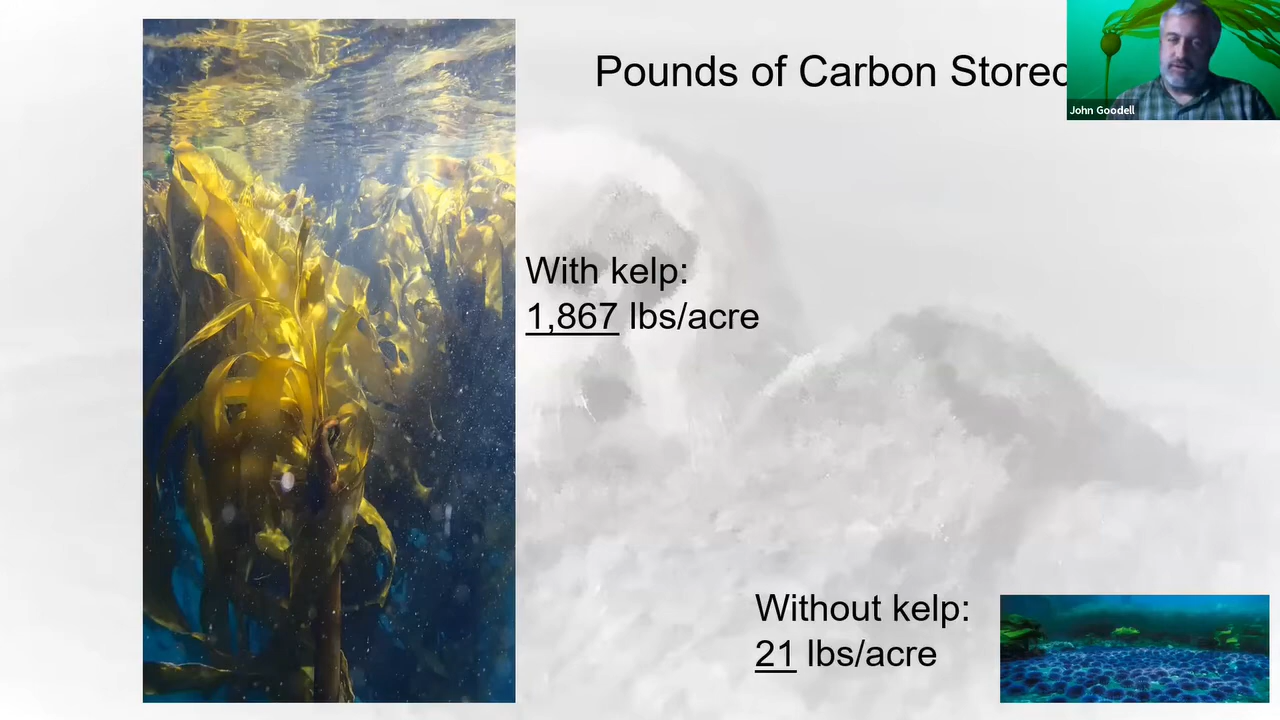 Pounds of Carbon Stored
John Goodell
With kelp:
1,867 lbs/acre
Without kelp:
21 lbs/acre